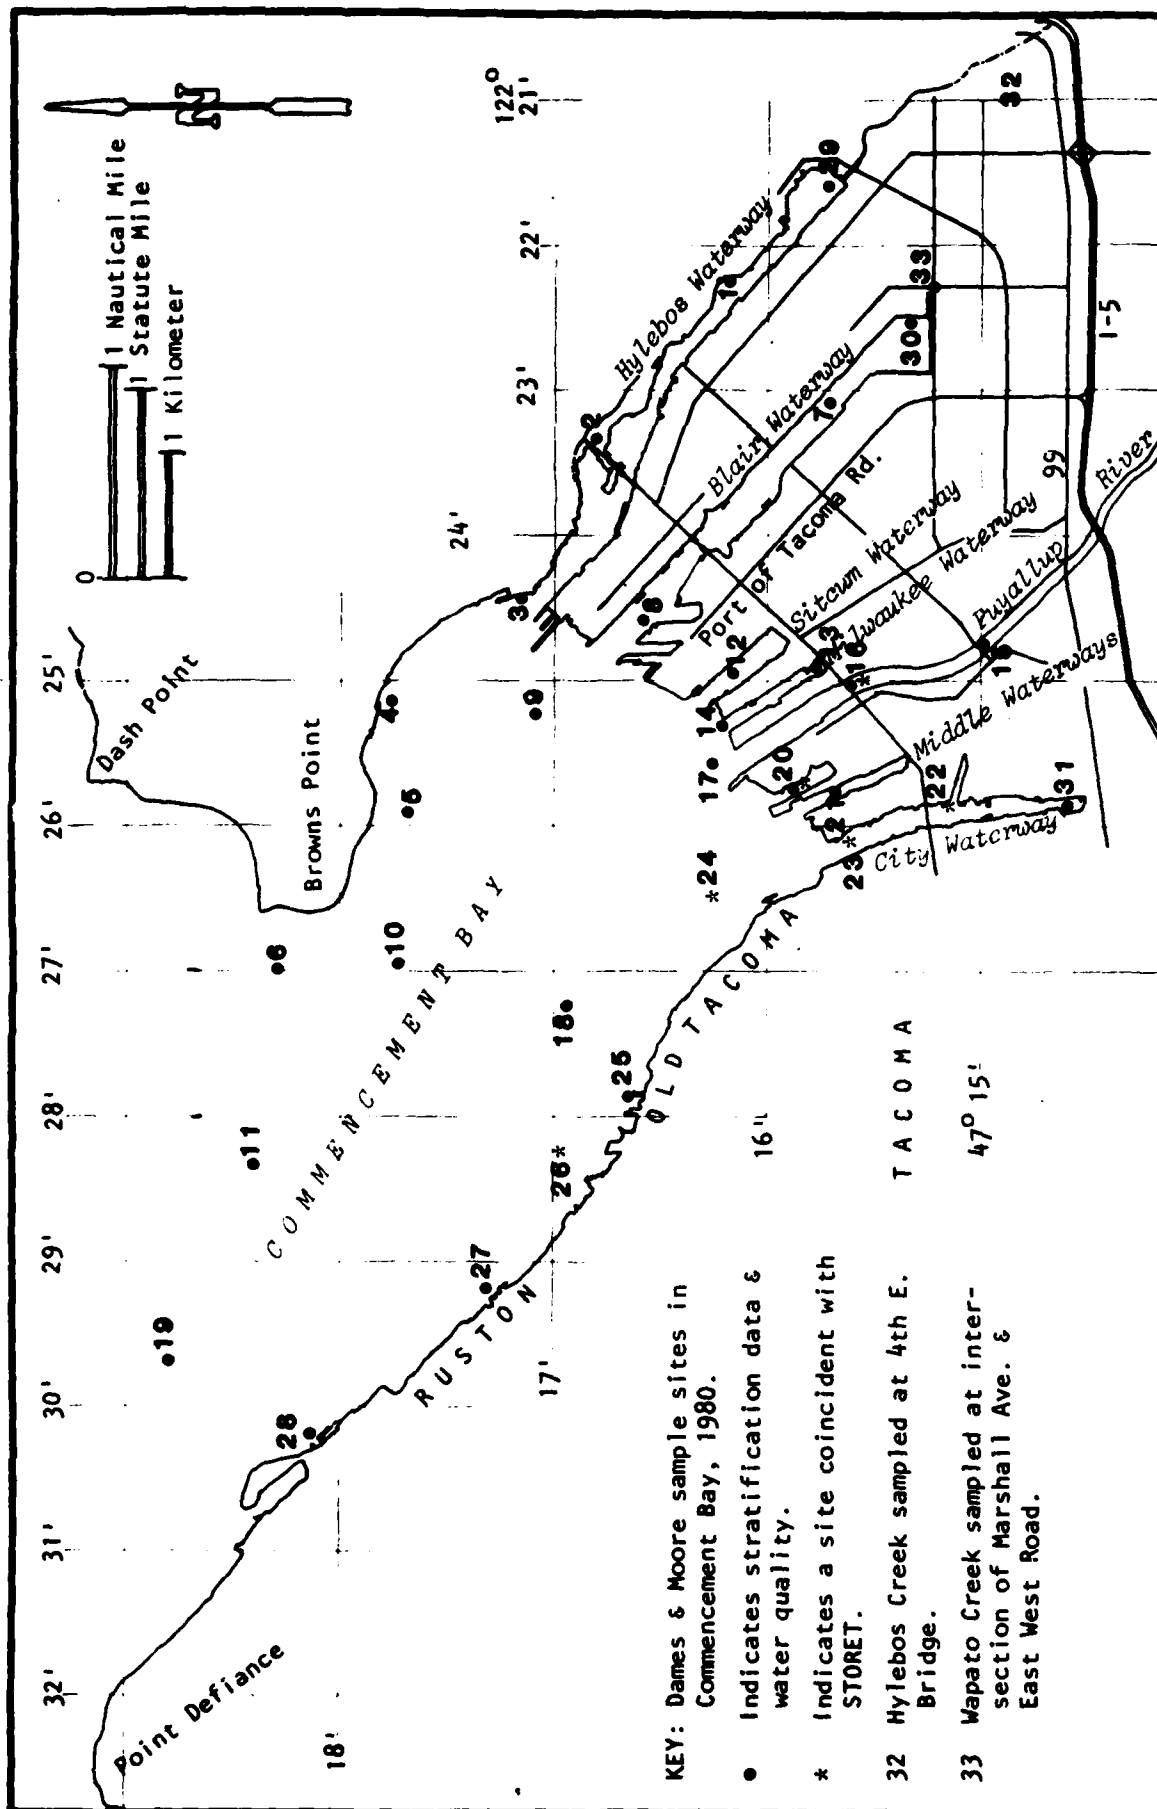 Point Defiance
Dash Point
Browns Point
COMMENCEMENT BAY
RUSTON
OLD TACOMA
TACOMA
0
1 Nautical Mile
1 Statute Mile
1 Kilometer
N
32'
31'
30'
29'
28'
27'
26'
25'
24'
23'
22'
122° 21'
18'
17'
16'
47° 15'
19
11
6
10
5
4
9
3
2
28
27
26*
25
18
*24
17
14
12
8
1
29
7
30
33
32
16
20
22
23
31
Hylebos Waterway
Blair Waterway
Port of Tacoma Rd.
Sitcum Waterway
Milwaukee Waterway
Puyallup River
Middle Waterways
City Waterway
99
I-5
KEY: Dames & Moore sample sites in
Commencement Bay, 1980.
● Indicates stratification data &
water quality.
* Indicates a site coincident with
STORET.
32 Hylebos Creek sampled at 4th E.
Bridge.
33 Wapato Creek sampled at inter-
section of Marshall Ave. &
East West Road.